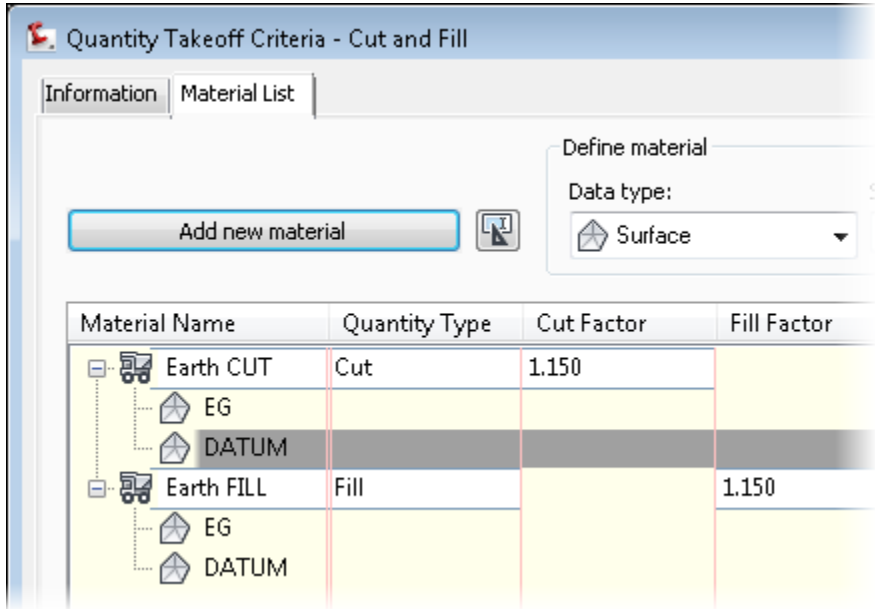 Quantity Takeoff Criteria - Cut and Fill
Information Material List
Define material
Data type:
Add new material Surface
Material Name Quantity Type Cut Factor Fill Factor
Earth CUT Cut 1.150
EG
DATUM
Earth FILL Fill 1.150
EG
DATUM